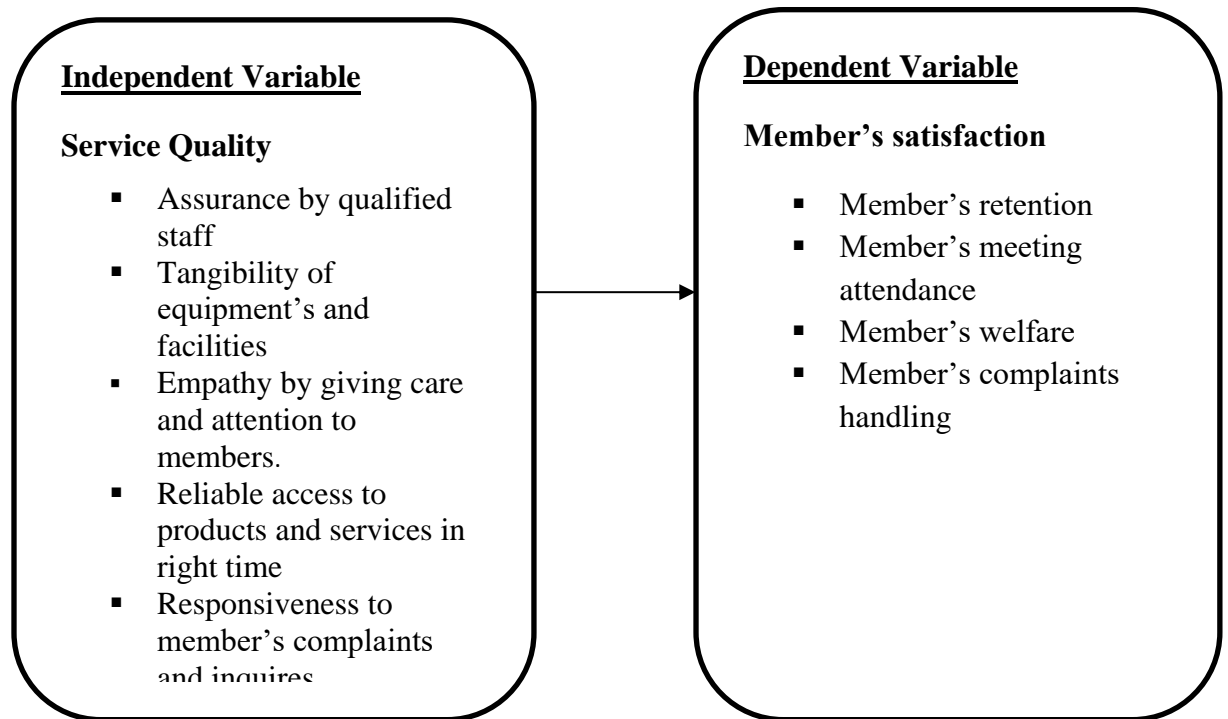 Independent Variable
Service Quality
▪ Assurance by qualified
staff
▪ Tangibility of
equipment’s and
facilities
▪ Empathy by giving care
and attention to
members.
▪ Reliable access to
products and services in
right time
▪ Responsiveness to
member’s complaints
and inquires
Dependent Variable
Member’s satisfaction
▪ Member’s retention
▪ Member’s meeting
attendance
▪ Member’s welfare
▪ Member’s complaints
handling